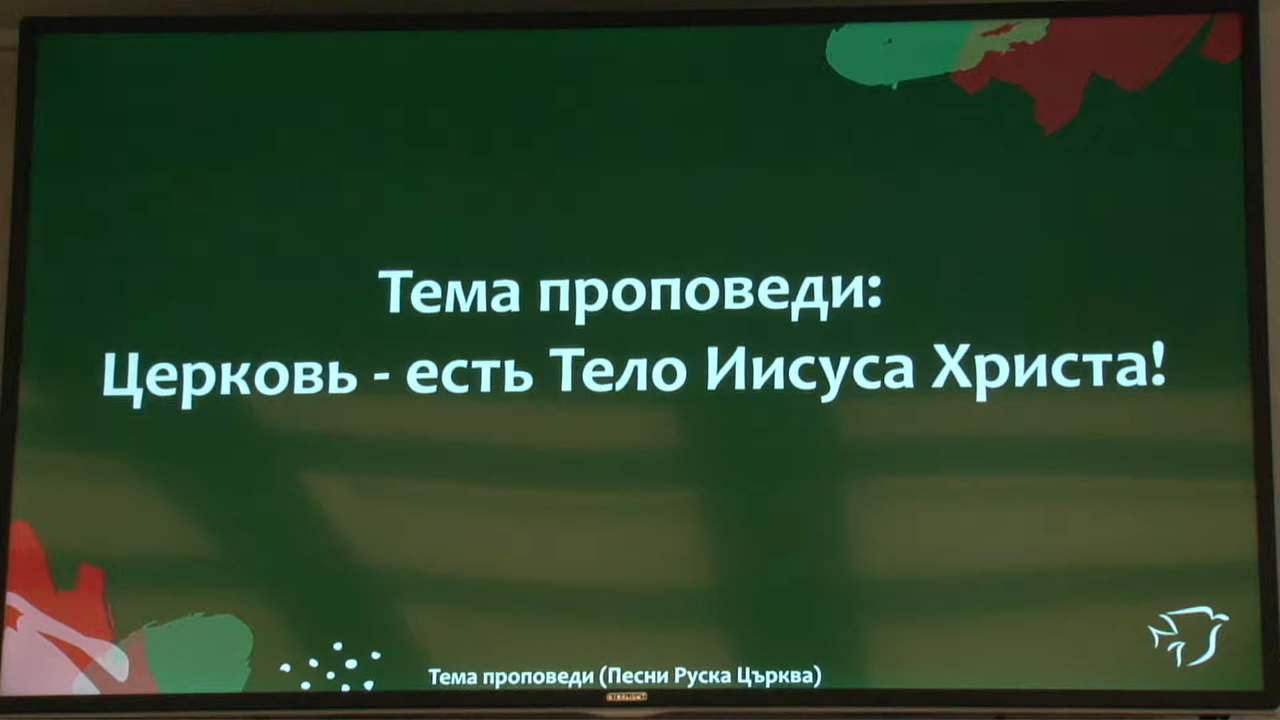 Тема проповеди:
Церковь - есть Тело Иисуса Христа!
Тема проповеди (Песни Руска Църква)